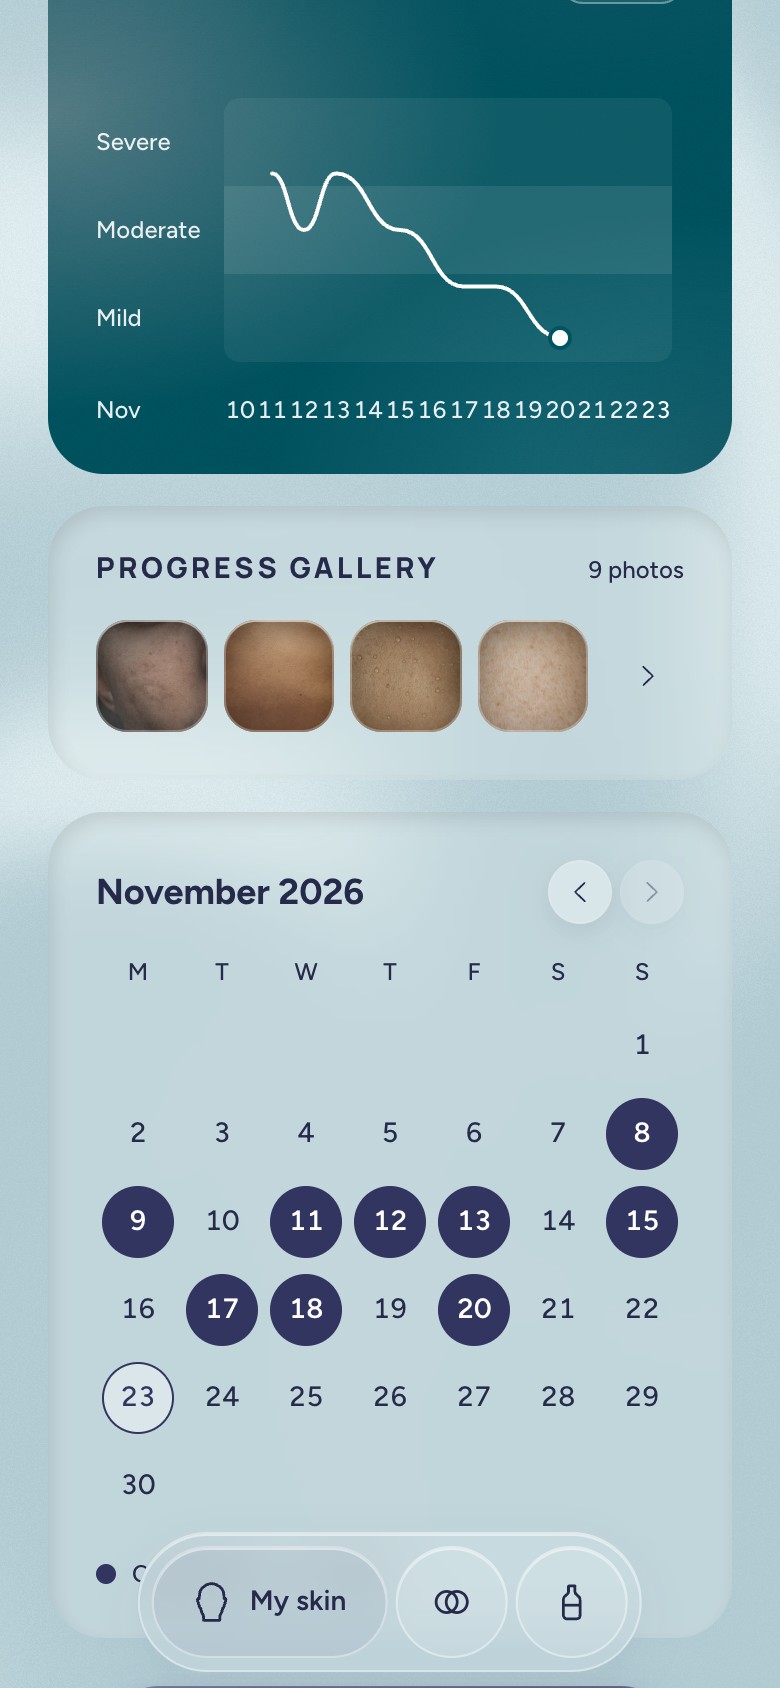 Severe
Moderate
Mild
Nov 10 11 12 13 14 15 16 17 18 19 20 21 22 23
PROGRESS GALLERY 9 photos
November 2026
M T W T F S S
1
2 3 4 5 6 7 8
9 10 11 12 13 14 15
16 17 18 19 20 21 22
23 24 25 26 27 28 29
30
My skin